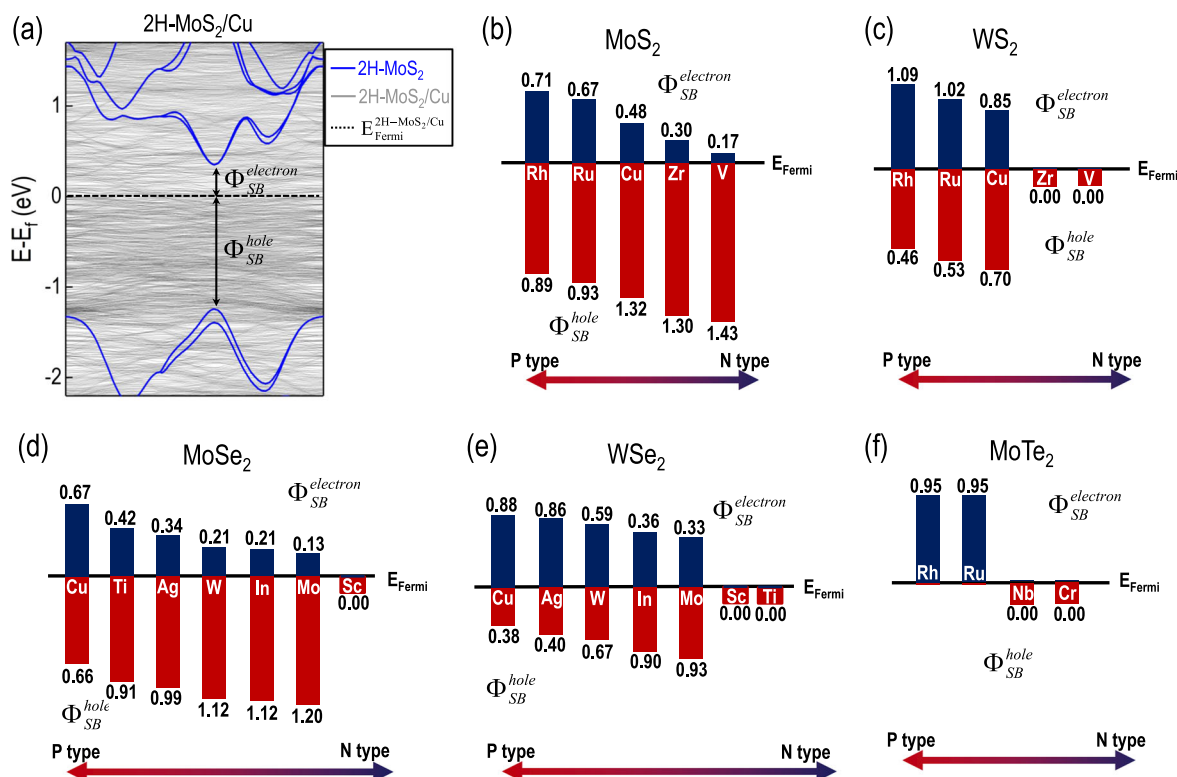 (a)
2H-MoS2/Cu
2H-MoS2
2H-MoS2/Cu
E Fermi 2H-MoS2/Cu
E-Ef (eV)
1
0
-1
-2
Φ SB electron
Φ SB hole
(b)
MoS2
0.71 0.67 0.48 0.30 0.17
Φ SB electron
EFermi
Rh Ru Cu Zr V
0.89 0.93 1.32 1.30 1.43
Φ SB hole
P type N type
(c)
WS2
1.09 1.02 0.85
Φ SB electron
EFermi
Rh Ru Cu Zr V
0.00 0.00
0.46 0.53 0.70
Φ SB hole
P type N type
(d)
MoSe2
0.67 0.42 0.34 0.21 0.21 0.13
Φ SB electron
EFermi
Cu Ti Ag W In Mo Sc
0.00
0.66 0.91 0.99 1.12 1.12 1.20
Φ SB hole
P type N type
(e)
WSe2
0.88 0.86 0.59 0.36 0.33
Φ SB electron
EFermi
Cu Ag W In Mo Sc Ti
0.00 0.00
0.38 0.40 0.67 0.90 0.93
Φ SB hole
P type N type
(f)
MoTe2
0.95 0.95
Φ SB electron
EFermi
Rh Ru Nb Cr
0.00 0.00
Φ SB hole
P type N type